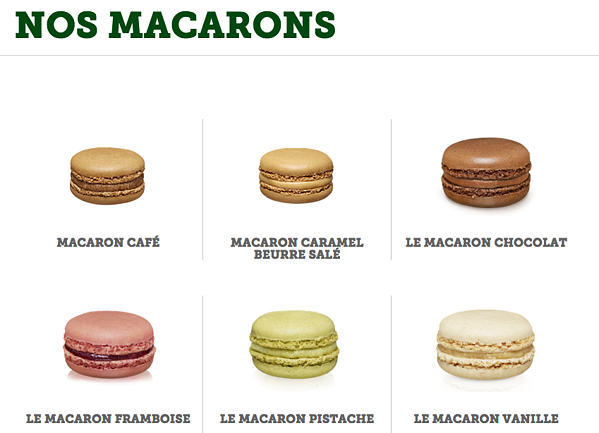 NOS MACARONS
MACARON CAFÉ
MACARON CARAMEL
BEURRE SALÉ
LE MACARON CHOCOLAT
LE MACARON FRAMBOISE
LE MACARON PISTACHE
LE MACARON VANILLE